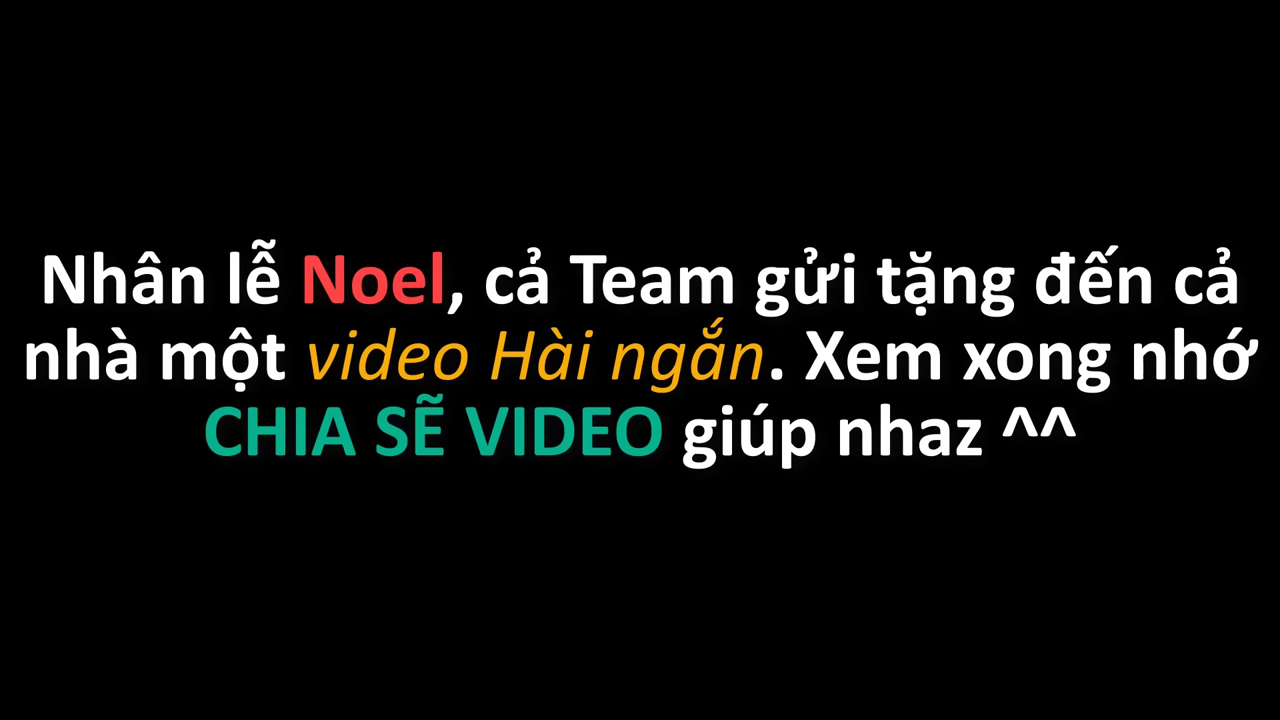 Nhân lễ Noel, cả Team gửi tặng đến cả
nhà một video Hài ngắn. Xem xong nhớ
CHIA SẼ VIDEO giúp nhaz ^^